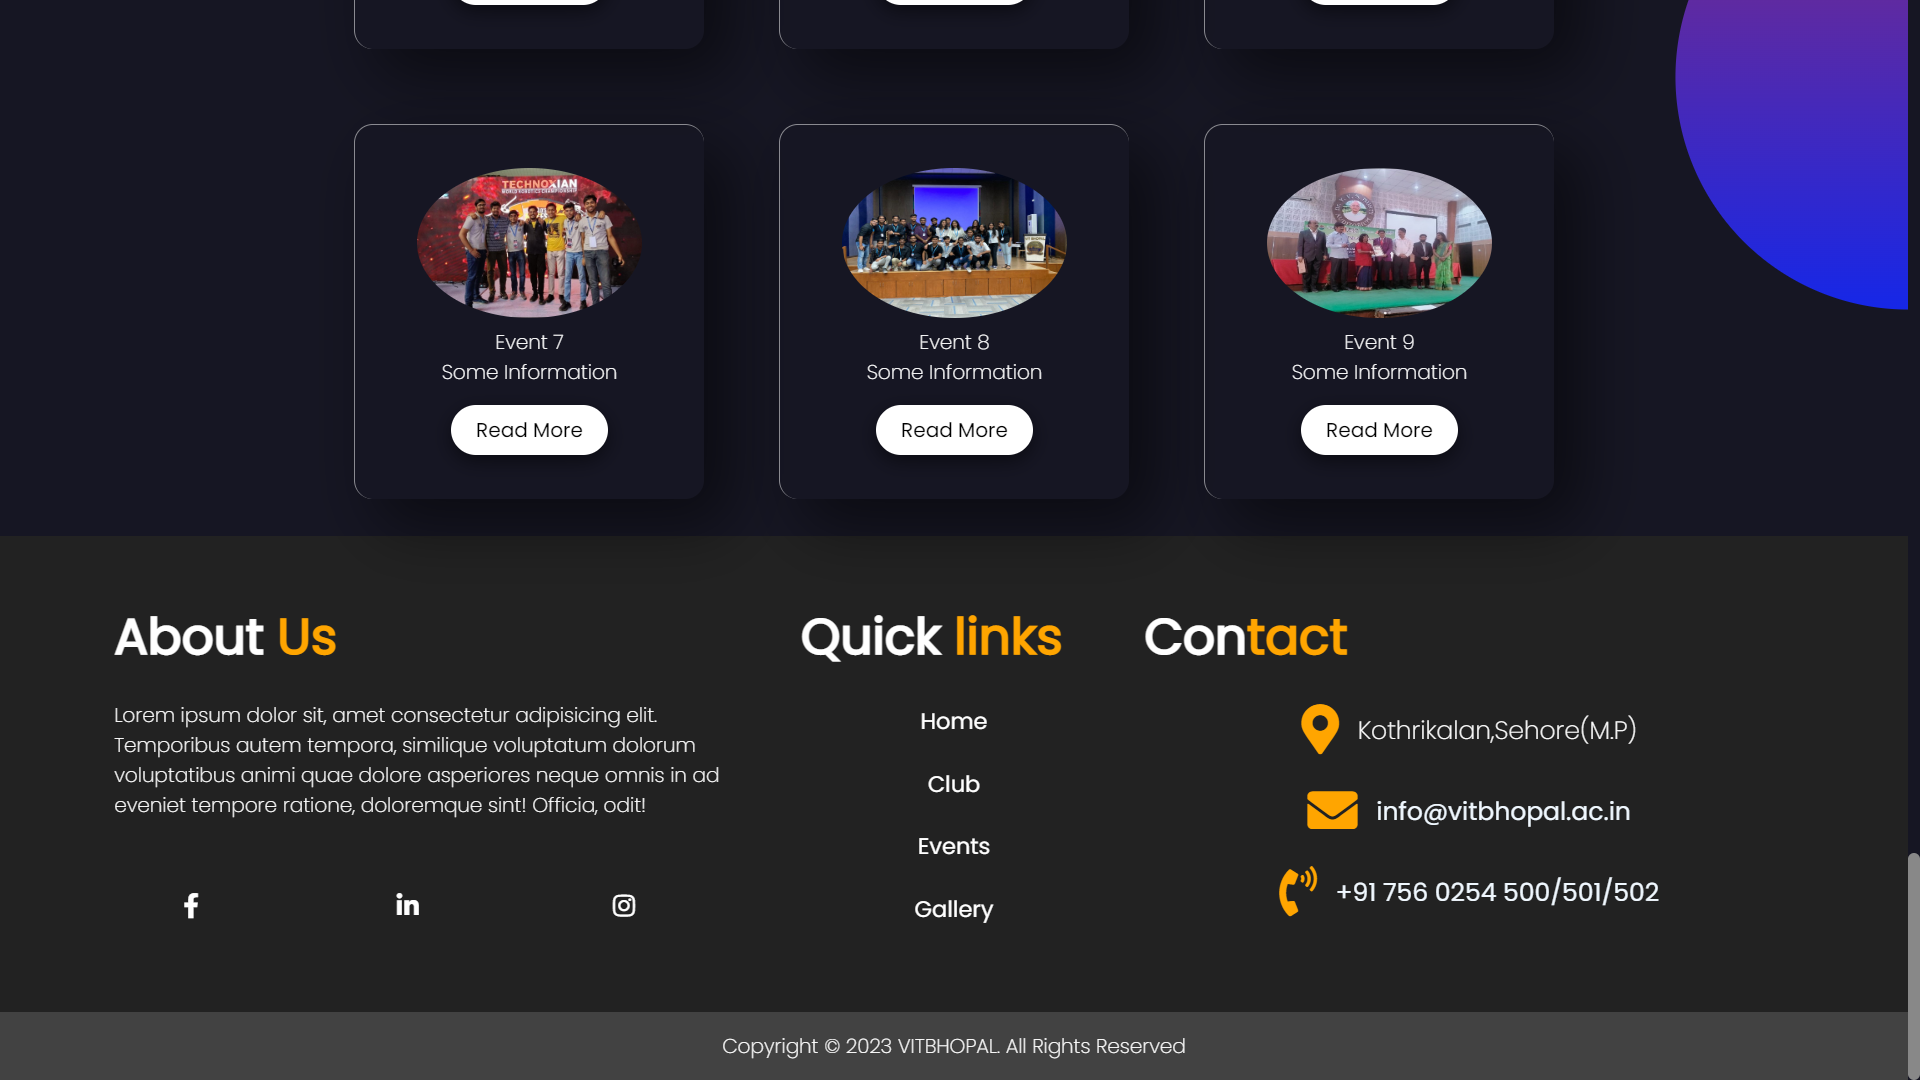 TECHNOXIAN
WORLD ROBOTICS CHAMPIONSHIP
Event 7
Some Information
Read More
Event 8
Some Information
Read More
Event 9
Some Information
Read More
About Us
Lorem ipsum dolor sit, amet consectetur adipisicing elit.
Temporibus autem tempora, similique voluptatum dolorum
voluptatibus animi quae dolore asperiores neque omnis in ad
eveniet tempore ratione, doloremque sint! Officia, odit!
Quick links
Home
Club
Events
Gallery
Contact
Kothrikalan,Sehore(M.P)
info@vitbhopal.ac.in
+91 756 0254 500/501/502
Copyright © 2023 VITBHOPAL. All Rights Reserved